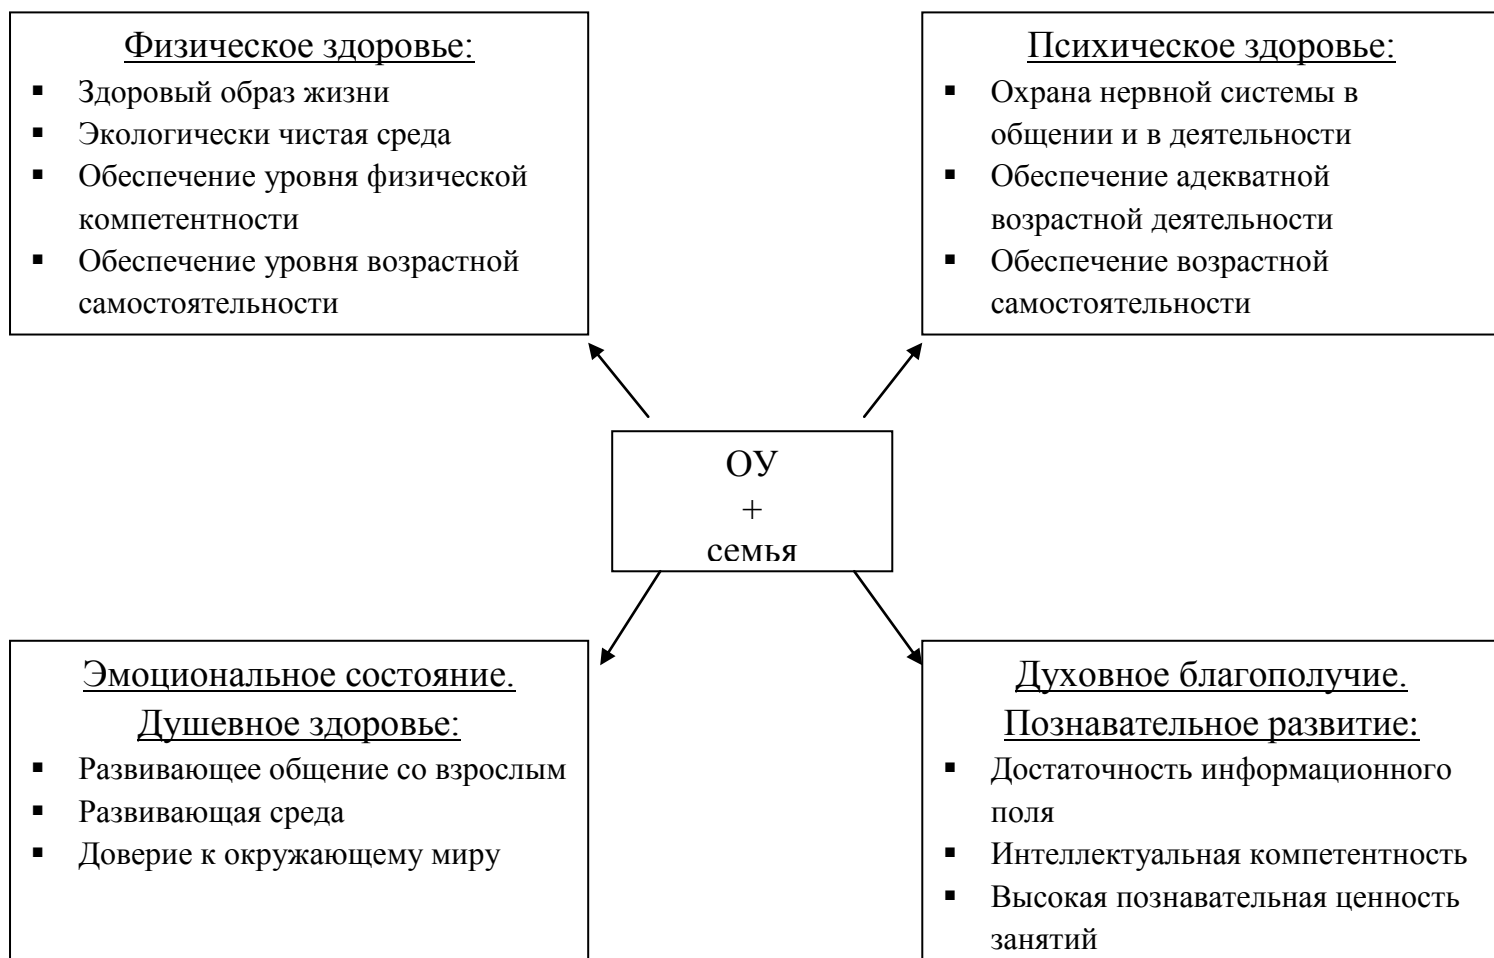 Физическое здоровье:
▪ Здоровый образ жизни
▪ Экологически чистая среда
▪ Обеспечение уровня физической
компетентности
▪ Обеспечение уровня возрастной
самостоятельности
Психическое здоровье:
▪ Охрана нервной системы в
общении и в деятельности
▪ Обеспечение адекватной
возрастной деятельности
▪ Обеспечение возрастной
самостоятельности
ОУ
+
семья
Эмоциональное состояние.
Душевное здоровье:
▪ Развивающее общение со взрослым
▪ Развивающая среда
▪ Доверие к окружающему миру
Духовное благополучие.
Познавательное развитие:
▪ Достаточность информационного
поля
▪ Интеллектуальная компетентность
▪ Высокая познавательная ценность
занятий